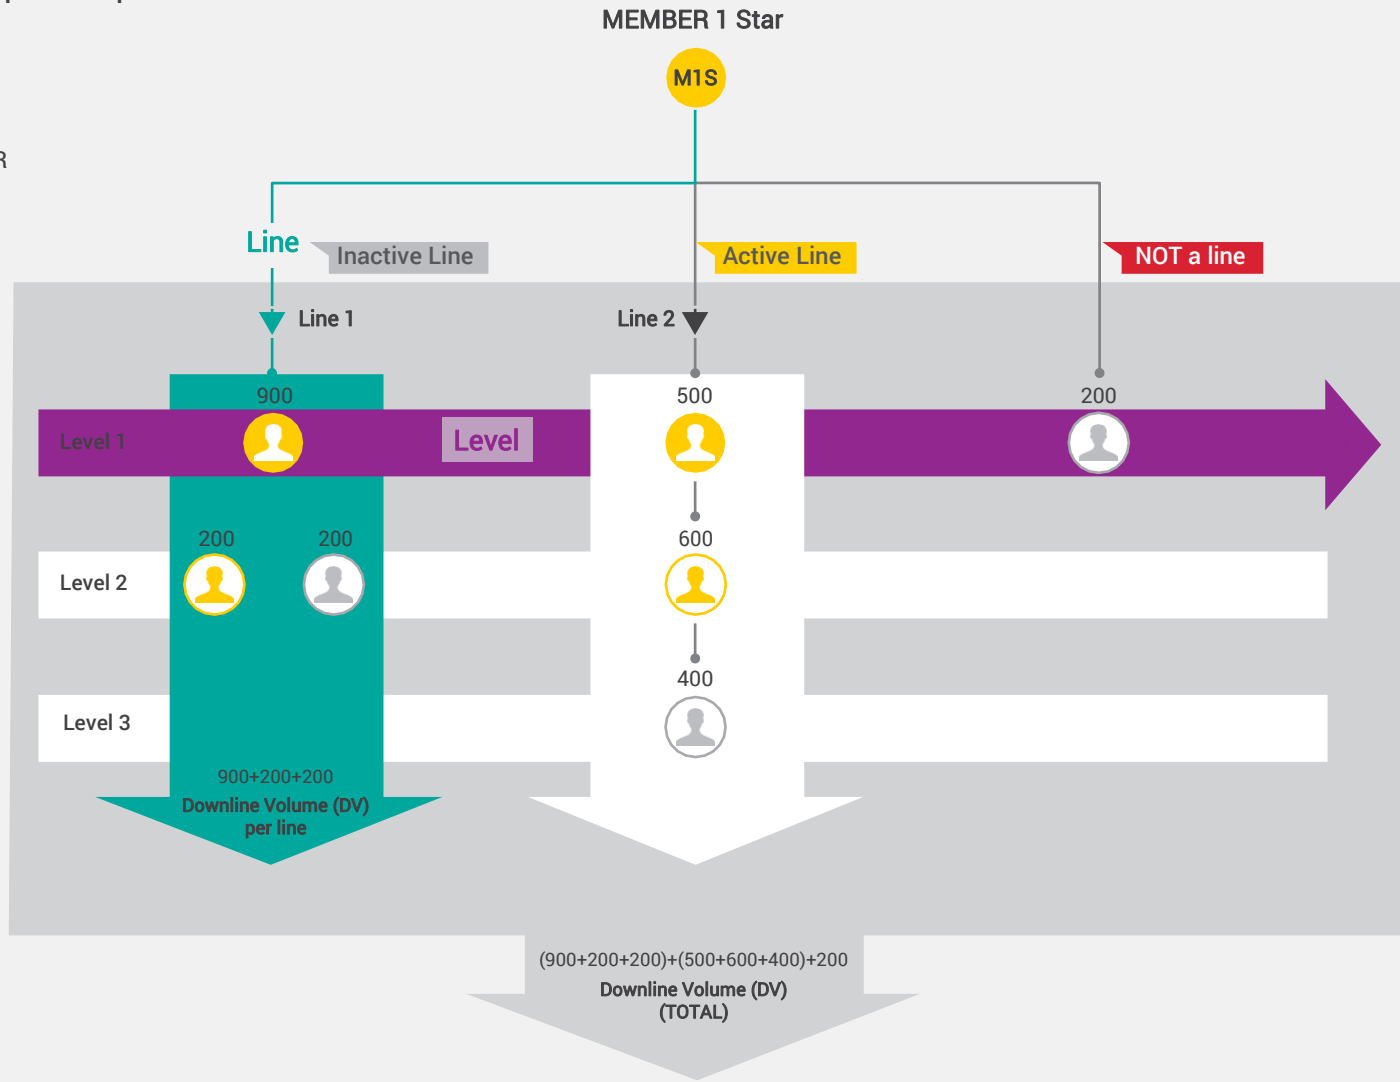 MEMBER 1 Star
M1S
R
Line
Inactive Line
Active Line
NOT a line
Line 1
Line 2
900
500
200
Level 1
Level
200
200
600
Level 2
400
Level 3
900+200+200
Downline Volume (DV)
per line
(900+200+200)+(500+600+400)+200
Downline Volume (DV)
(TOTAL)